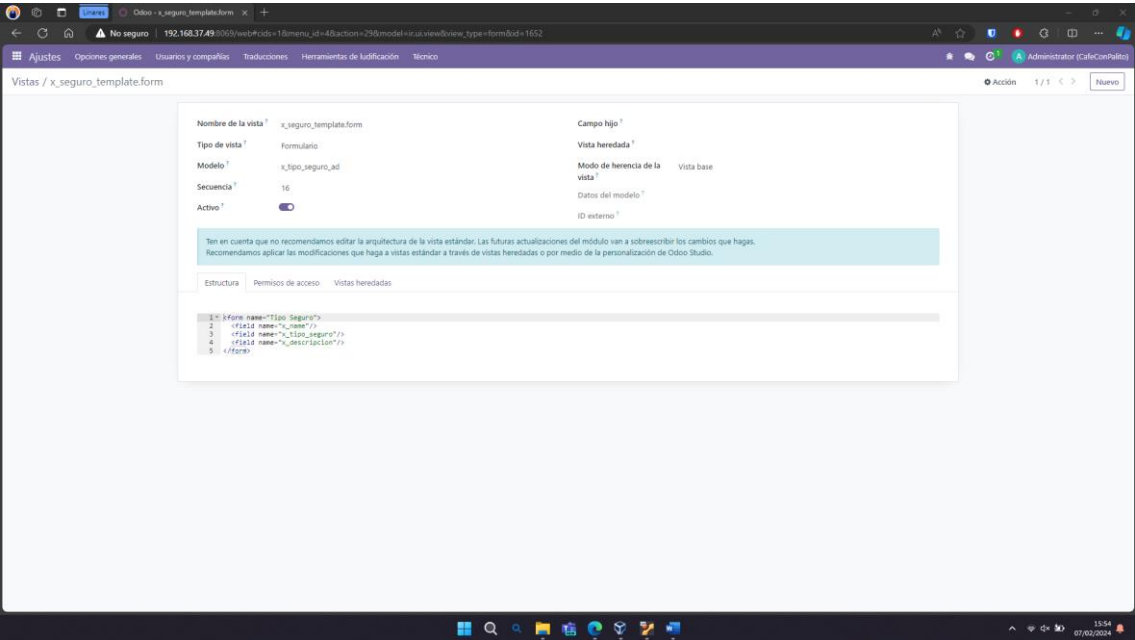 Linares
Odoo - x_seguro_template.form
No seguro
192.168.37.49:8069/web#cids=1&menu_id=4&action=29&model=ir.ui.view&view_type=form&id=1652
Ajustes Opciones generales Usuarios y compañías Traducciones Herramientas de ludificación Técnico
1
A Administrator (CafeConPalito)
Vistas / x_seguro_template.form
Acción 1 / 1 Nuevo
Nombre de la vista ? x_seguro_template.form Campo hijo ?
Tipo de vista ? Formulario Vista heredada ?
Modelo ? x_tipo_seguro_ad Modo de herencia de la vista ? Vista base
Secuencia ? 16 Datos del modelo ?
Activo ? ID externo ?
Ten en cuenta que no recomendamos editar la arquitectura de la vista estándar. Las futuras actualizaciones del módulo van a sobreescribir los cambios que hagas.
Recomendamos aplicar las modificaciones que haga a vistas estándar a través de vistas heredadas o por medio de la personalización de Odoo Studio.
Estructura Permisos de acceso Vistas heredadas
1 <form name="Tipo Seguro">
2 <field name="x_name"/>
3 <field name="x_tipo_seguro"/>
4 <field name="x_descripcion"/>
5 </form>
15:54
07/02/2024